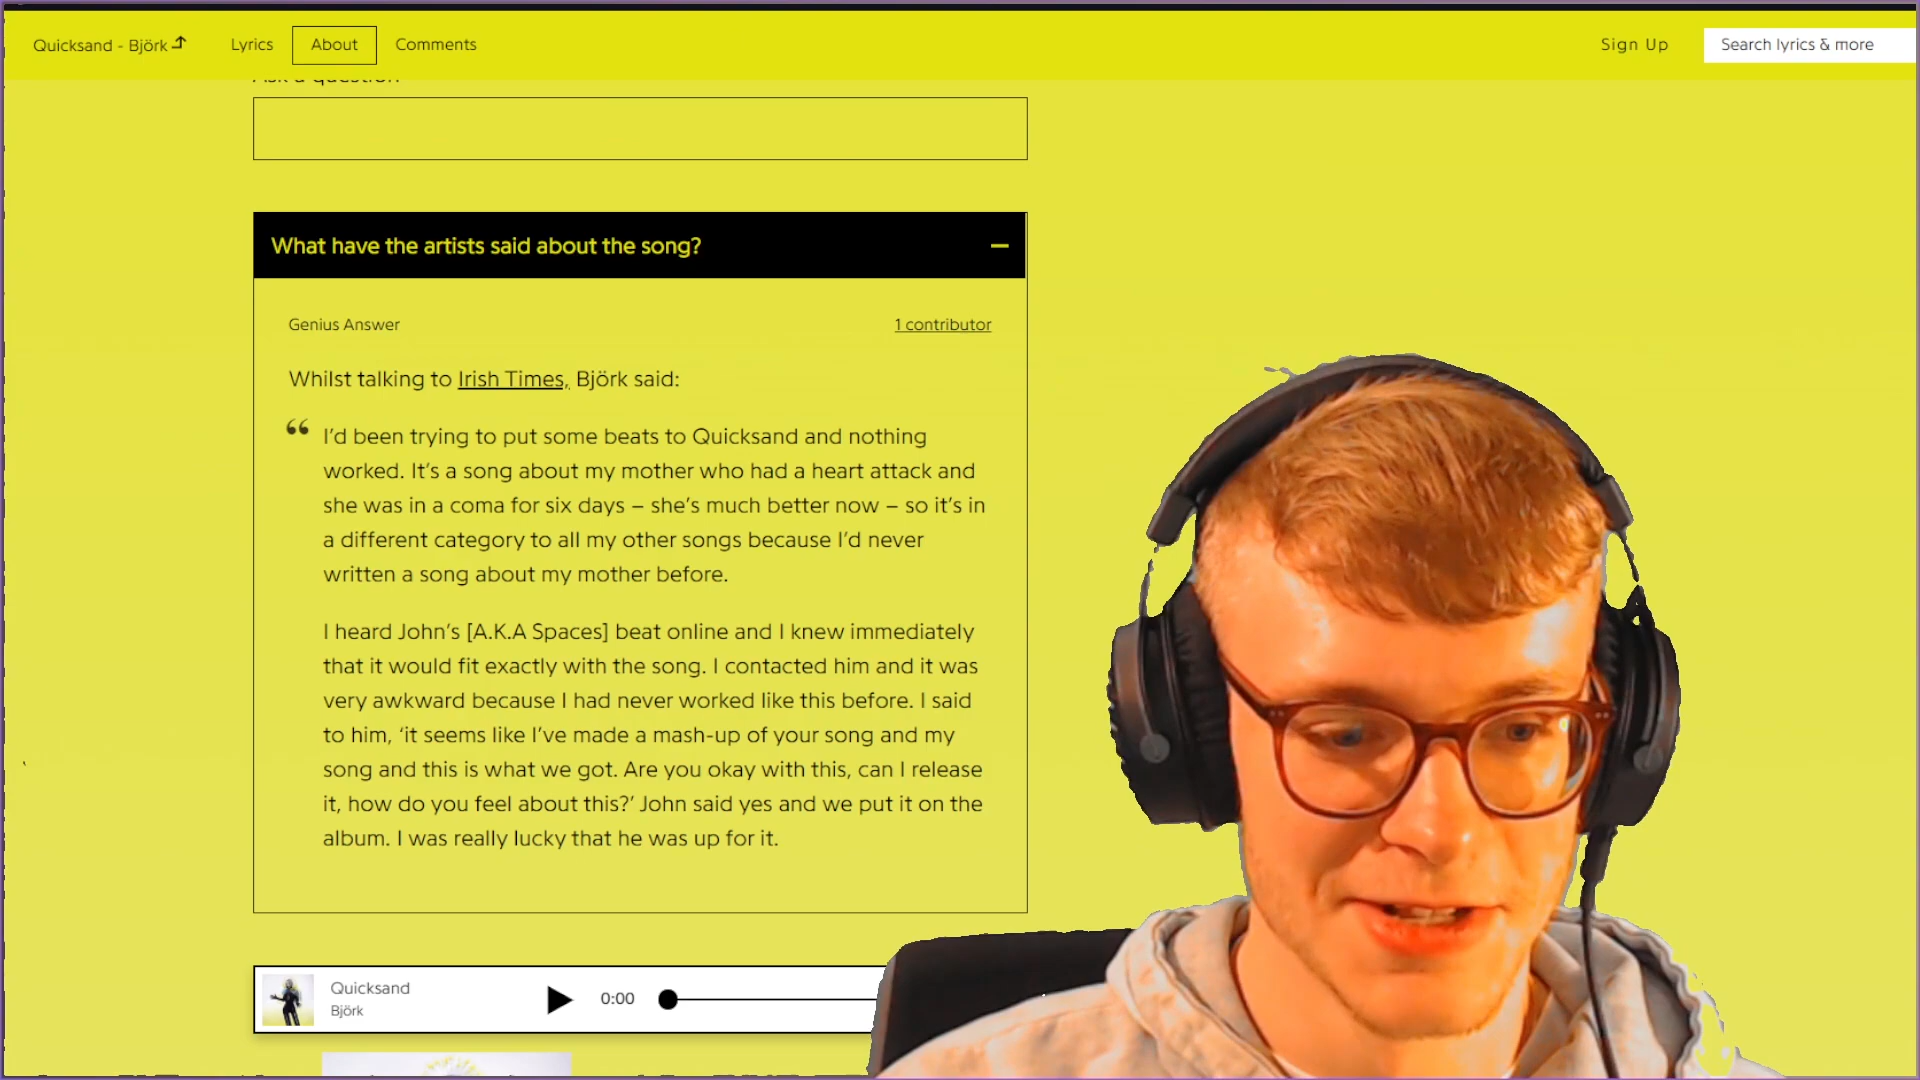 Quicksand - Björk
Lyrics
About
Comments
Sign Up
Search lyrics & more
Ask a question
What have the artists said about the song?
Genius Answer
1 contributor
Whilst talking to Irish Times, Björk said:
“ I’d been trying to put some beats to Quicksand and nothing
worked. It’s a song about my mother who had a heart attack and
she was in a coma for six days – she’s much better now – so it’s in
a different category to all my other songs because I’d never
written a song about my mother before.
I heard John’s [A.K.A Spaces] beat online and I knew immediately
that it would fit exactly with the song. I contacted him and it was
very awkward because I had never worked like this before. I said
to him, ‘it seems like I’ve made a mash-up of your song and my
song and this is what we got. Are you okay with this, can I release
it, how do you feel about this?’ John said yes and we put it on the
album. I was really lucky that he was up for it.
Quicksand
Björk
0:00